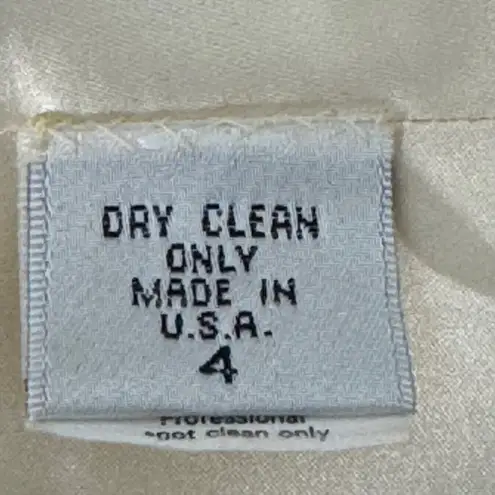 DRY CLEAN
ONLY
MADE IN
U.S.A.
4
Professional
spot clean only